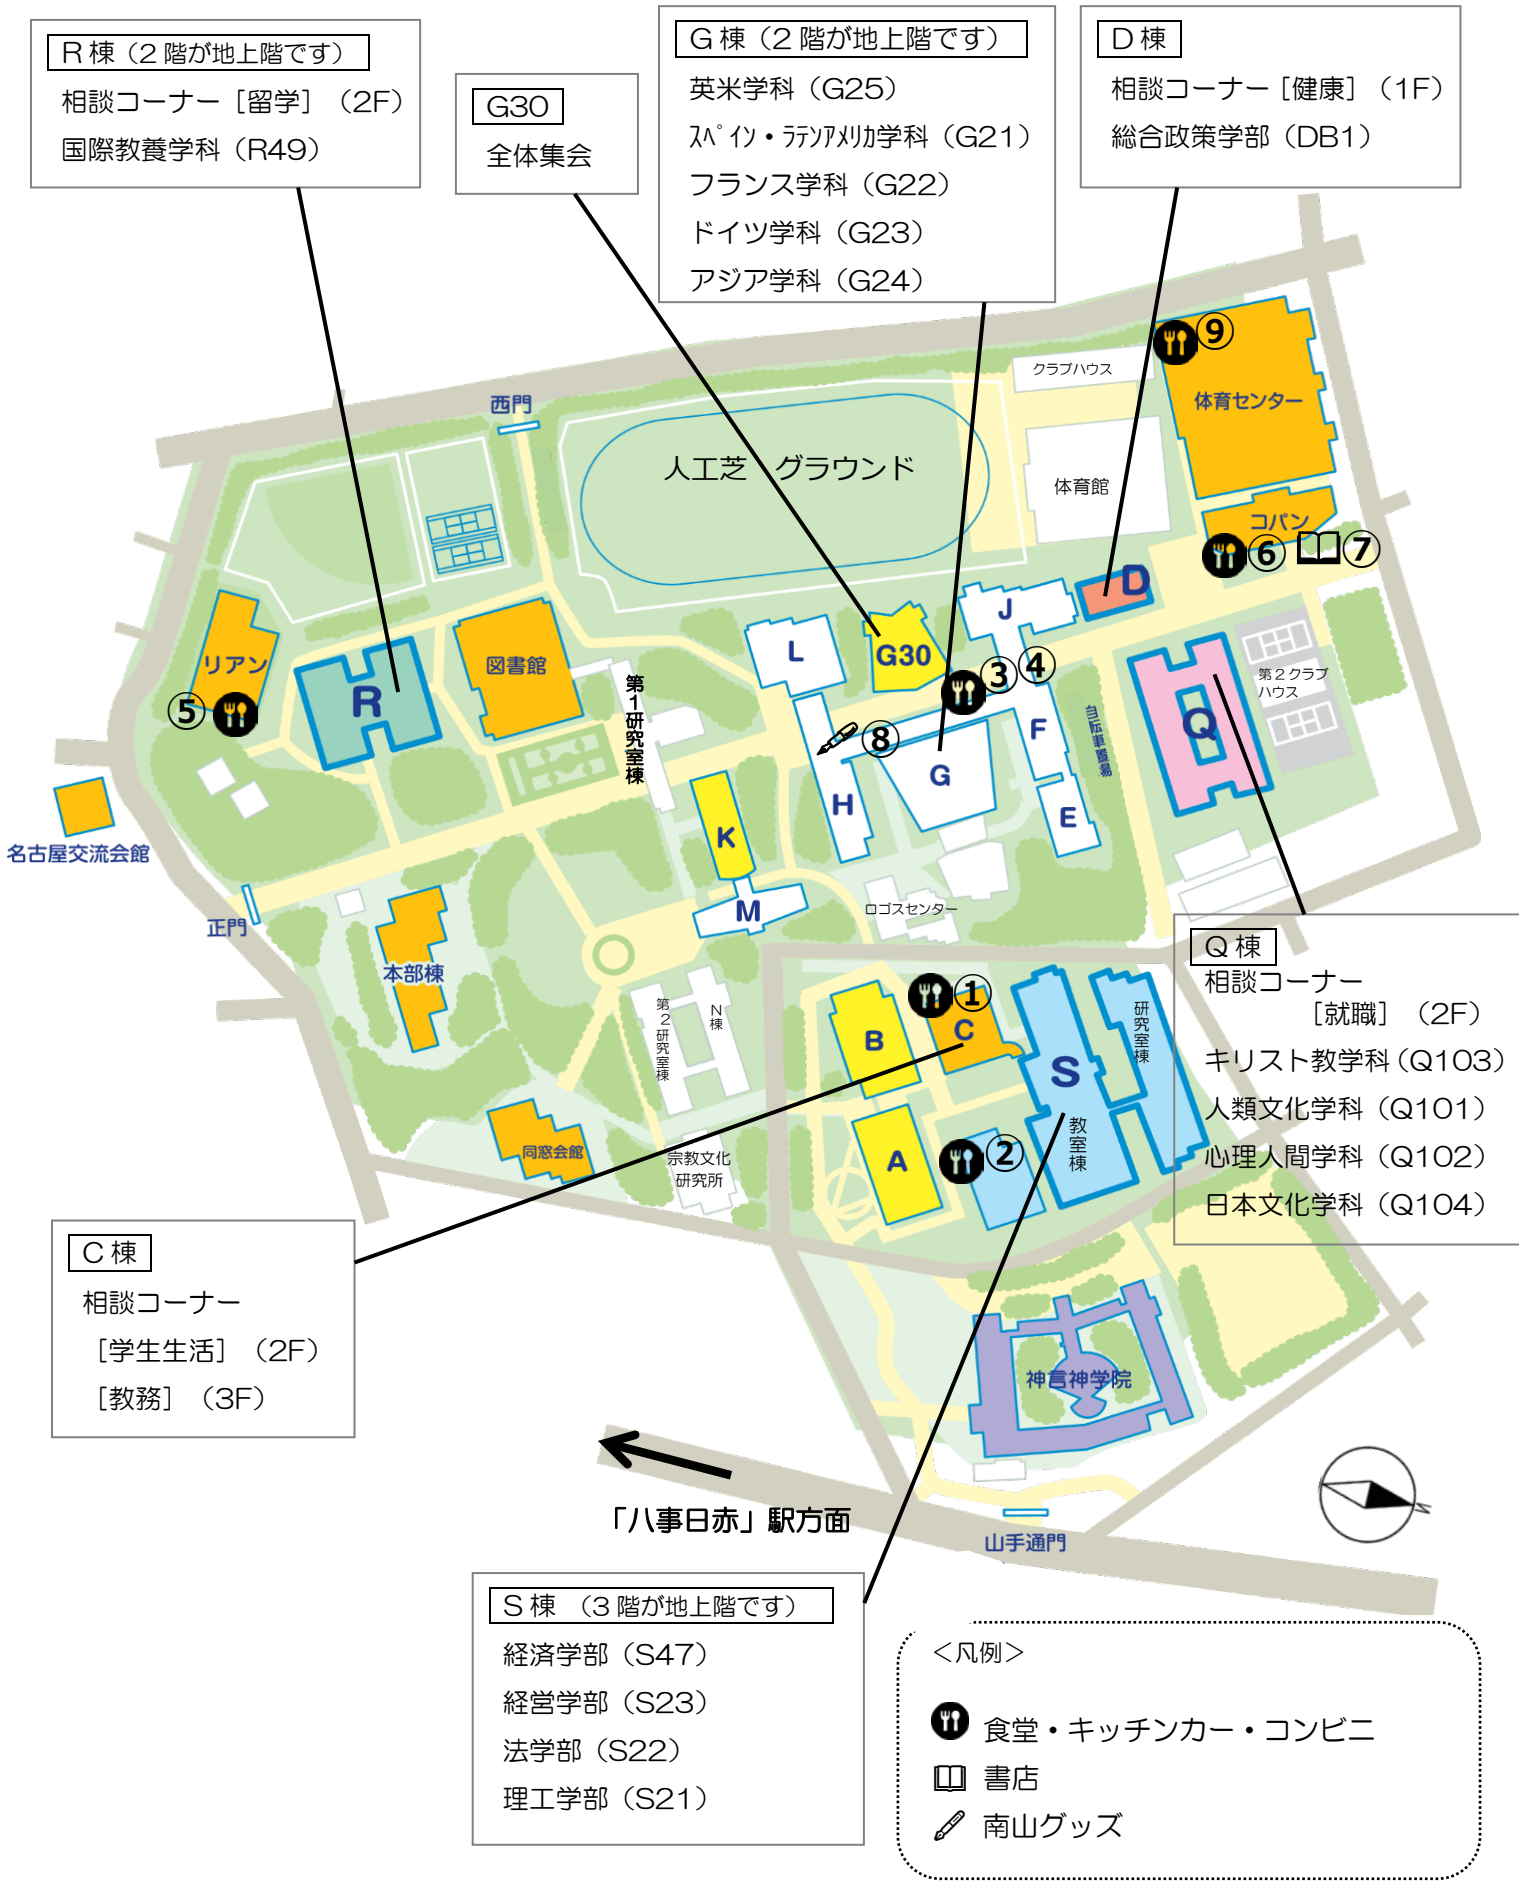 R棟（2階が地上階です）
相談コーナー［留学］（2F）
国際教養学科（R49）
G30
全体集会
G棟（2階が地上階です）
英米学科（G25）
ｽﾍﾟｲﾝ・ﾗﾃﾝｱﾒﾘｶ学科（G21）
フランス学科（G22）
ドイツ学科（G23）
アジア学科（G24）
D棟
相談コーナー［健康］（1F）
総合政策学部（DB1）
⑨
クラブハウス
体育センター
西門
人工芝　グラウンド
体育館
コパン
⑥
⑦
D
J
L
G30
リアン
図書館
R
⑤
第1研究室棟
③
④
第２クラブ
ハウス
Q
自転車置場
F
⑧
G
H
E
K
名古屋交流会館
M
ロゴスセンター
正門
本部棟
第２研究室棟
N棟
①
B
C
S
研究室棟
教室棟
A
②
同窓会館
宗教文化
研究所
Q棟
相談コーナー
［就職］（2F）
キリスト教学科（Q103）
人類文化学科（Q101）
心理人間学科（Q102）
日本文化学科（Q104）
C棟
相談コーナー
［学生生活］（2F）
［教務］（3F）
神言神学院
N
「八事日赤」駅方面
山手通門
S棟　（3階が地上階です）
経済学部（S47）
経営学部（S23）
法学部（S22）
理工学部（S21）
＜凡例＞
食堂・キッチンカー・コンビニ
書店
南山グッズ